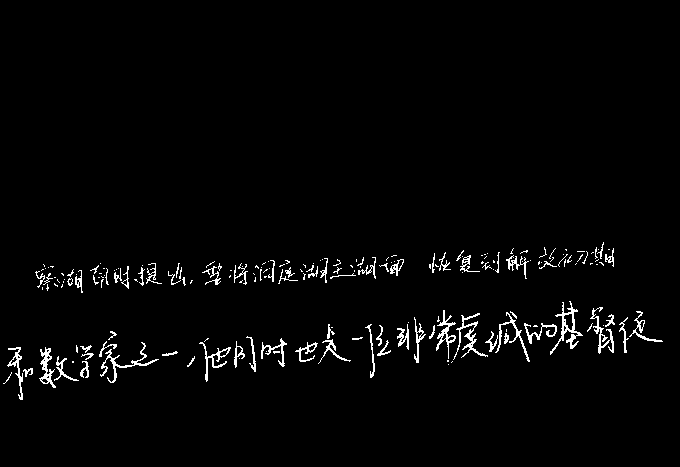 察湖南时提出,要将洞庭湖主湖面恢复到解放初期
和数学家之一,他同时也是一位非常虔诚的基督徒